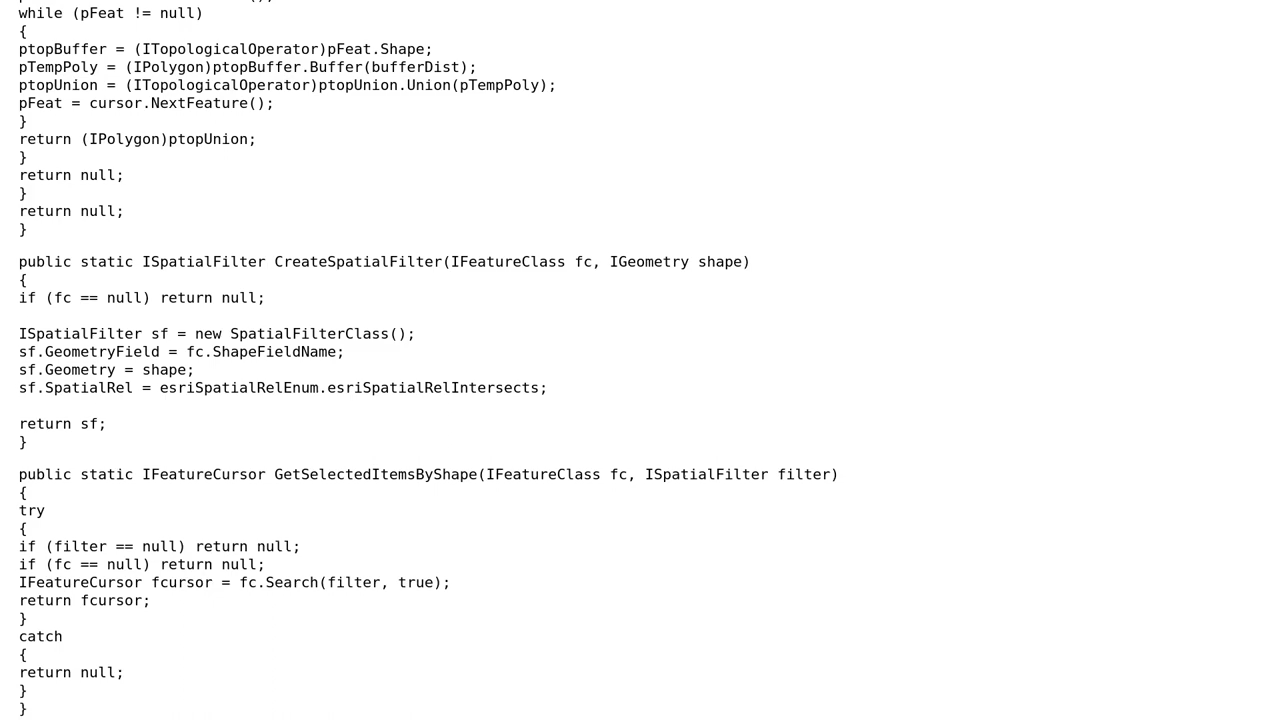 while (pFeat != null)
{
ptopBuffer = (ITopologicalOperator)pFeat.Shape;
pTempPoly = (IPolygon)ptopBuffer.Buffer(bufferDist);
ptopUnion = (ITopologicalOperator)ptopUnion.Union(pTempPoly);
pFeat = cursor.NextFeature();
}
return (IPolygon)ptopUnion;
}
return null;
}
return null;
}
public static ISpatialFilter CreateSpatialFilter(IFeatureClass fc, IGeometry shape)
{
if (fc == null) return null;
ISpatialFilter sf = new SpatialFilterClass();
sf.GeometryField = fc.ShapeFieldName;
sf.Geometry = shape;
sf.SpatialRel = esriSpatialRelEnum.esriSpatialRelIntersects;
return sf;
}
public static IFeatureCursor GetSelectedItemsByShape(IFeatureClass fc, ISpatialFilter filter)
{
try
{
if (filter == null) return null;
if (fc == null) return null;
IFeatureCursor fcursor = fc.Search(filter, true);
return fcursor;
}
catch
{
return null;
}
}